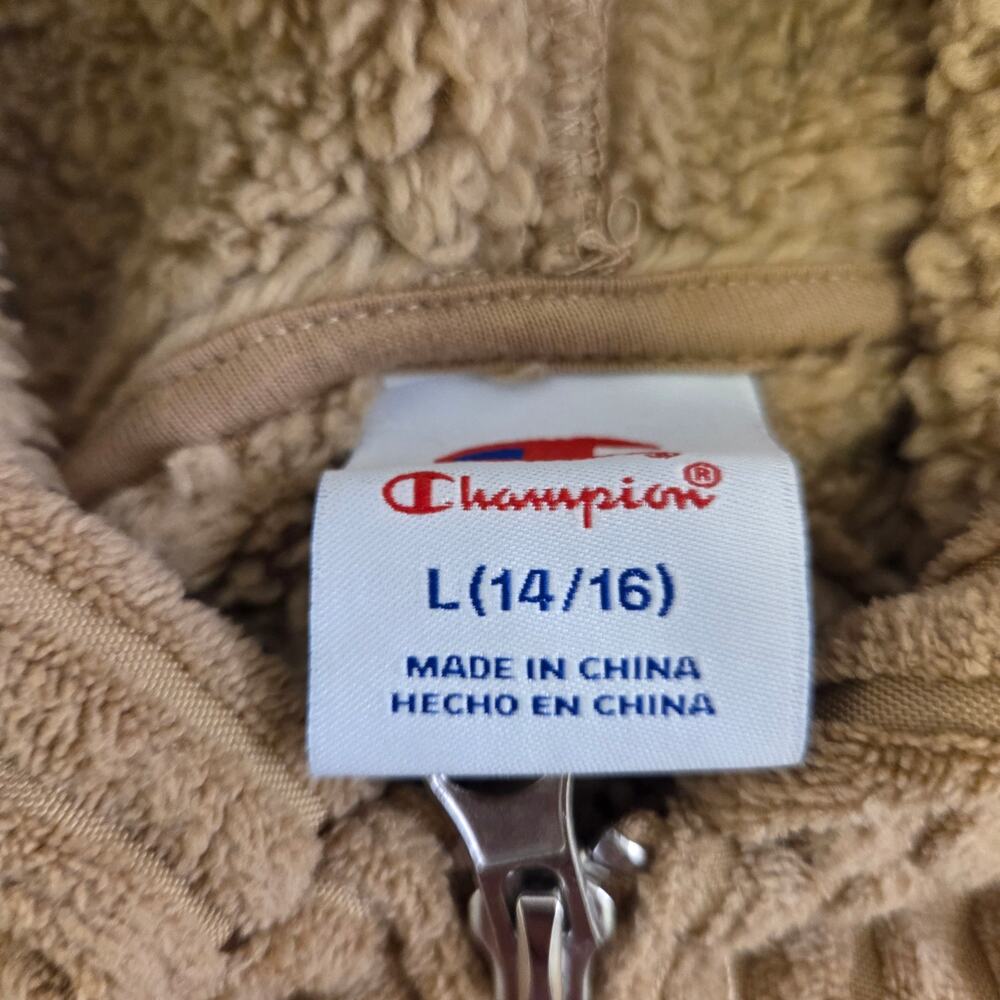 Champion®
L(14/16)
MADE IN CHINA
HECHO EN CHINA